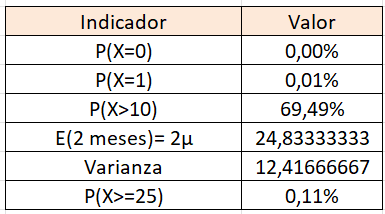 Indicador Valor
P(X=0) 0,00%
P(X=1) 0,01%
P(X>10) 69,49%
E(2 meses)= 2μ 24,83333333
Varianza 12,41666667
P(X>=25) 0,11%